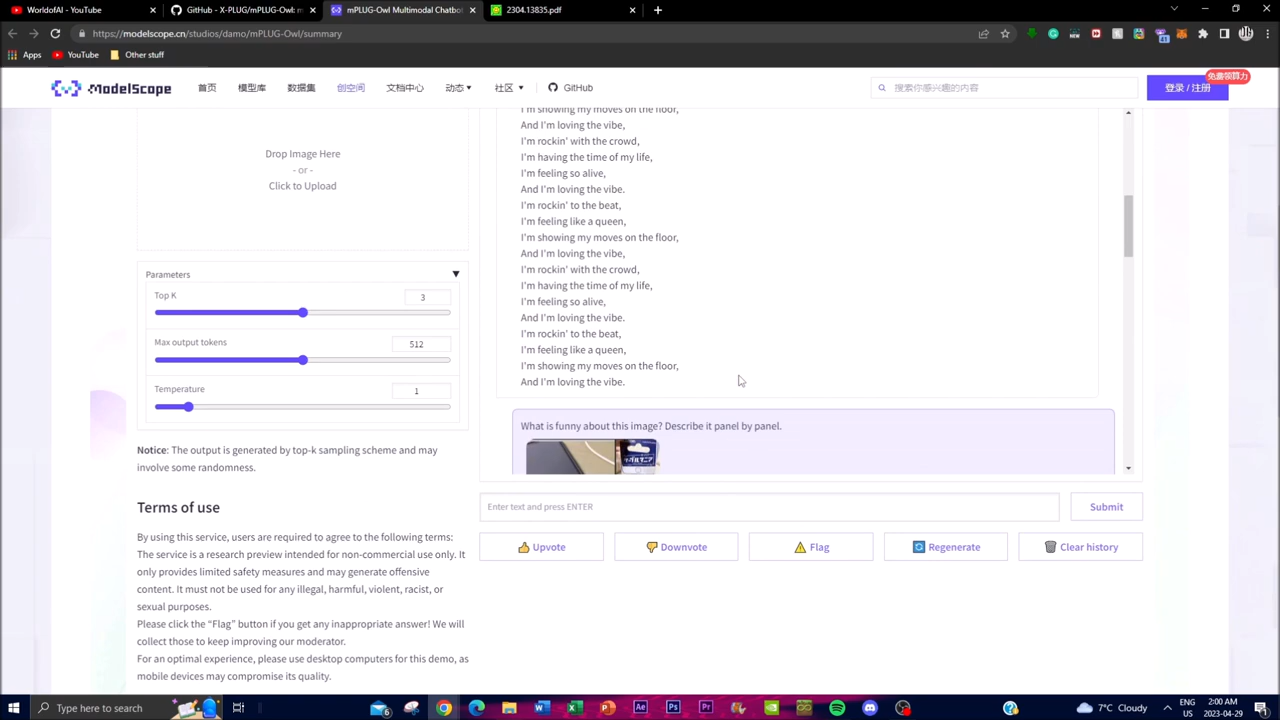 WorldofAI - YouTube
GitHub - X-PLUG/mPLUG-Owl: m
mPLUG-Owl Multimodal Chatbot
2304.13835.pdf
https://modelscope.cn/studios/damo/mPLUG-Owl/summary
Apps
YouTube
Other stuff
ModelScope
首页
模型库
数据集
创空间
文档中心
动态
社区
GitHub
搜索你感兴趣的内容
登录 / 注册
免费领算力
Drop Image Here
- or -
Click to Upload
Parameters
Top K
3
Max output tokens
512
Temperature
1
Notice: The output is generated by top-k sampling scheme and may
involve some randomness.
Terms of use
By using this service, users are required to agree to the following terms:
The service is a research preview intended for non-commercial use only. It
only provides limited safety measures and may generate offensive
content. It must not be used for any illegal, harmful, violent, racist, or
sexual purposes.
Please click the “Flag” button if you get any inappropriate answer! We will
collect those to keep improving our moderator.
For an optimal experience, please use desktop computers for this demo, as
mobile devices may compromise its quality.
I'm showing my moves on the floor,
And I'm loving the vibe,
I'm rockin' with the crowd,
I'm having the time of my life,
I'm feeling so alive,
And I'm loving the vibe.
I'm rockin' to the beat,
I'm feeling like a queen,
I'm showing my moves on the floor,
And I'm loving the vibe,
I'm rockin' with the crowd,
I'm having the time of my life,
I'm feeling so alive,
And I'm loving the vibe.
I'm rockin' to the beat,
I'm feeling like a queen,
I'm showing my moves on the floor,
And I'm loving the vibe.
What is funny about this image? Describe it panel by panel.
Enter text and press ENTER
Submit
Upvote
Downvote
Flag
Regenerate
Clear history
Type here to search
7°C Cloudy
ENG
US
2:00 AM
2023-04-29